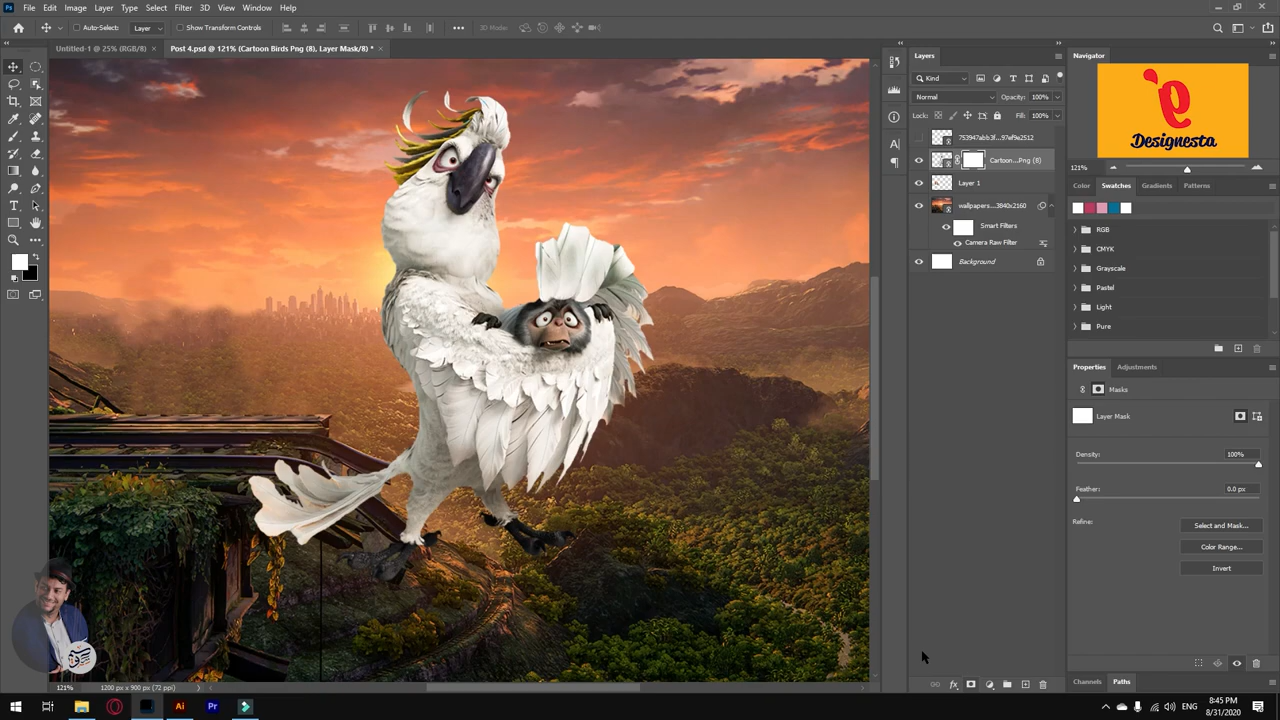 Ps File Edit Image Layer Type Select Filter 3D View Window Help
Auto-Select: Layer Show Transform Controls 3D Mode:
Untitled-1 @ 25% (RGB/8) × Post 4.psd @ 121% (Cartoon Birds Png (8), Layer Mask/8) * ×
Layers
Kind
Normal Opacity: 100%
Lock: Fill: 100%
753947abb3f...97ef9e2512
Cartoon...Png (8)
Layer 1
wallpapers...3840x2160
Smart Filters
Camera Raw Filter
Background
Navigator
e
Designesta
121%
Color Swatches Gradients Patterns
RGB
CMYK
Grayscale
Pastel
Light
Pure
Properties Adjustments
Masks
Layer Mask
Density: 100%
Feather: 0.0 px
Refine: Select and Mask...
Color Range...
Invert
Channels Paths
121% 1200 px x 900 px (72 ppi)
Ai Pr
ENG
8:45 PM
8/31/2020